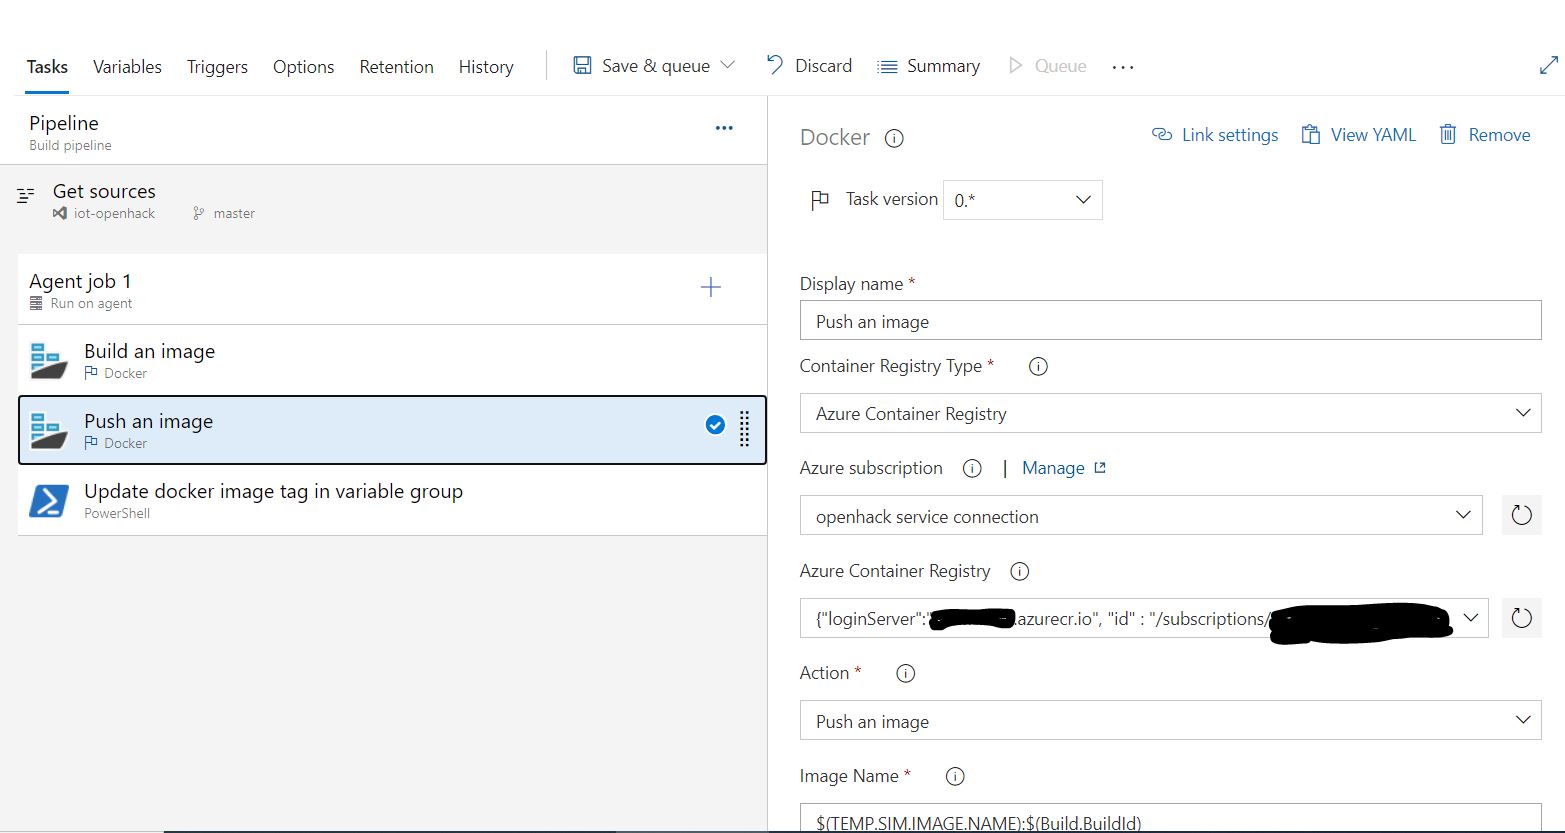 Tasks Variables Triggers Options Retention History Save & queue Discard Summary Queue ...
Pipeline
Build pipeline
Get sources
iot-openhack master
Agent job 1
Run on agent
Build an image
Docker
Push an image
Docker
Update docker image tag in variable group
PowerShell
Docker Link settings View YAML Remove
Task version 0.*
Display name *
Push an image
Container Registry Type *
Azure Container Registry
Azure subscription | Manage
openhack service connection
Azure Container Registry
{"loginServer":" .azurecr.io", "id" : "/subscriptions/
Action *
Push an image
Image Name *
$(TEMP.SIM.IMAGE.NAME):$(Build.BuildId)